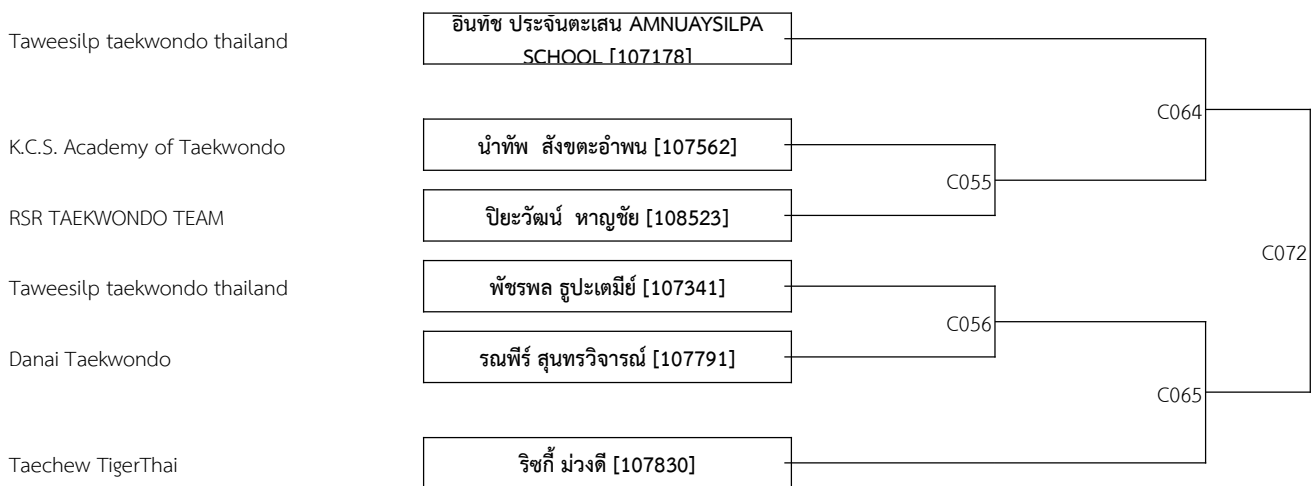 Taweesilp taekwondo thailand
อินทัช ประจันตะเสน AMNUAYSILPA
SCHOOL [107178]
C064
K.C.S. Academy of Taekwondo
นำทัพ สังขตะอำพน [107562]
C055
RSR TAEKWONDO TEAM
ปิยะวัฒน์ หาญชัย [108523]
C072
Taweesilp taekwondo thailand
พัชรพล ธูปะเตมีย์ [107341]
C056
Danai Taekwondo
รณพีร์ สุนทรวิจารณ์ [107791]
C065
Taechew TigerThai
ริซกี้ ม่วงดี [107830]